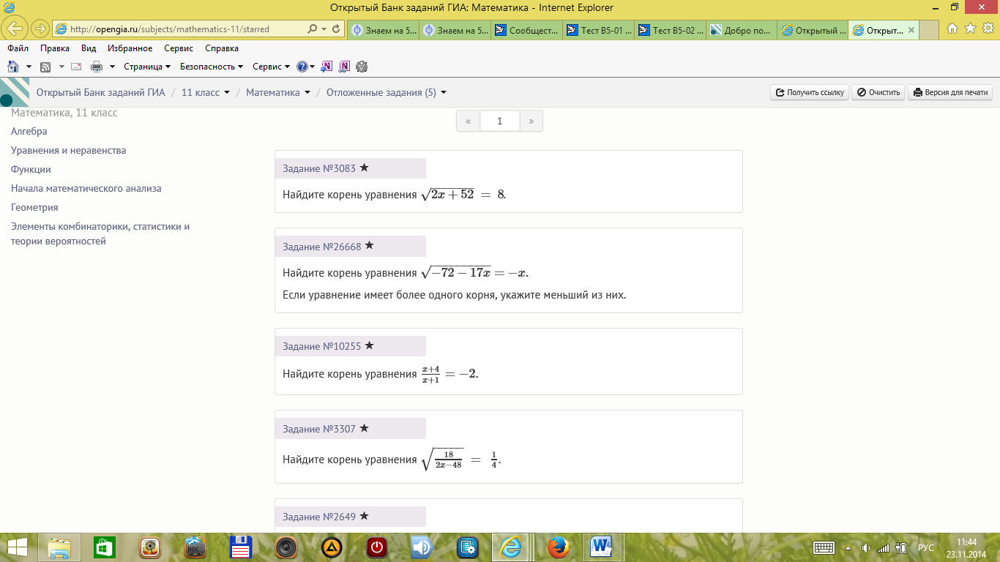 Открытый Банк заданий ГИА: Математика - Internet Explorer
http://opengia.ru/subjects/mathematics-11/starred
Знаем на 5...
Знаем на 5...
Сообщест...
Тест B5-01 ...
Тест B5-02 ...
Добро по...
Открытый ...
Открыт...
Файл Правка Вид Избранное Сервис Справка
Страница Безопасность Сервис
Открытый Банк заданий ГИА / 11 класс / Математика / Отложенные задания (5)
Получить ссылку
Очистить
Версия для печати
Математика, 11 класс
Алгебра
Уравнения и неравенства
Функции
Начала математического анализа
Геометрия
Элементы комбинаторики, статистики и
теории вероятностей
« 1 »
Задание №3083 ★
Найдите корень уравнения √(2x + 52) = 8.
Задание №26668 ★
Найдите корень уравнения √(−72 − 17x) = −x.
Если уравнение имеет более одного корня, укажите меньший из них.
Задание №10255 ★
Найдите корень уравнения (x+4)/(x+1) = −2.
Задание №3307 ★
Найдите корень уравнения √(18/(2x−48)) = 1/4.
Задание №2649 ★
DOC
РУС
11:44
23.11.2014